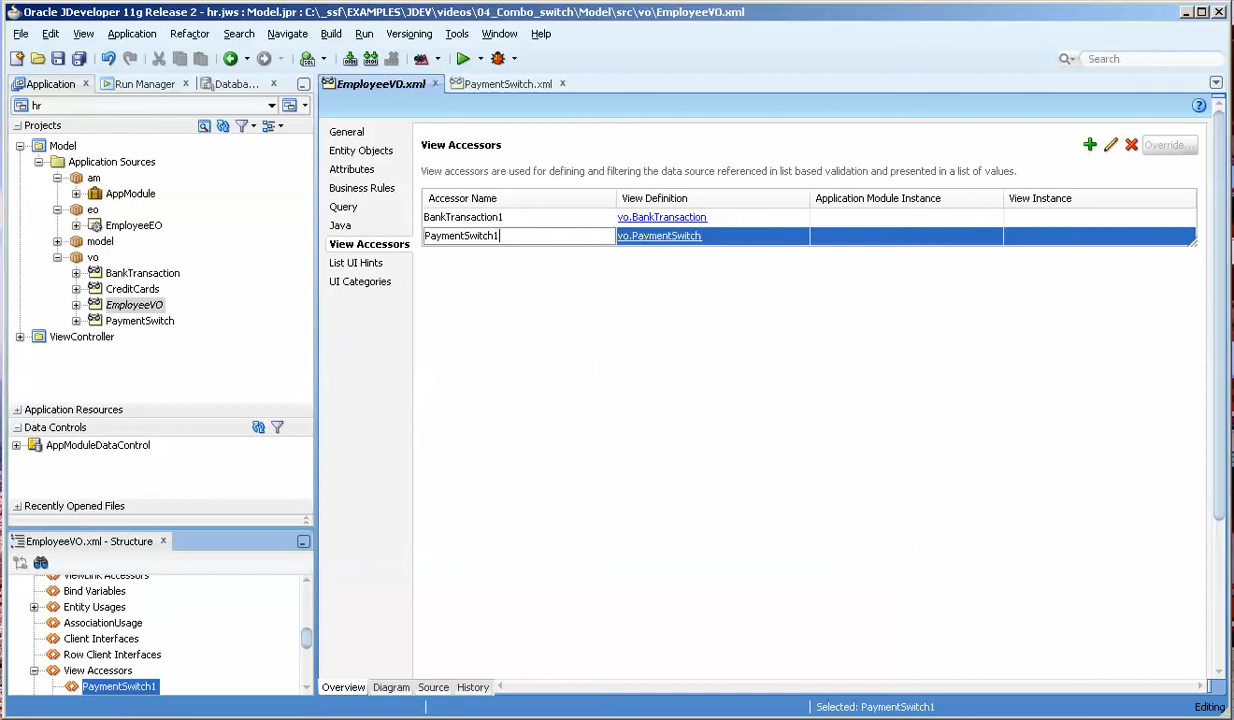 Oracle JDeveloper 11g Release 2 - hr.jws : Model.jpr : C:\_ssf\EXAMPLES\JDEV\videos\04_Combo_switch\Model\src\vo\EmployeeVO.xml
File Edit View Application Refactor Search Navigate Build Run Versioning Tools Window Help
Search
Application Run Manager Databa...
EmployeeVO.xml PaymentSwitch.xml
hr
Projects
Model
Application Sources
am
AppModule
eo
EmployeeEO
model
vo
BankTransaction
CreditCards
EmployeeVO
PaymentSwitch
ViewController
Application Resources
Data Controls
AppModuleDataControl
Recently Opened Files
EmployeeVO.xml - Structure
ViewLink Accessors
Bind Variables
Entity Usages
AssociationUsage
Client Interfaces
Row Client Interfaces
View Accessors
PaymentSwitch1
General
Entity Objects
Attributes
Business Rules
Query
Java
View Accessors
List UI Hints
UI Categories
View Accessors
Override...
View accessors are used for defining and filtering the data source referenced in list based validation and presented in a list of values.
Accessor Name View Definition Application Module Instance View Instance
BankTransaction1 vo.BankTransaction
PaymentSwitch1 vo.PaymentSwitch
Overview Diagram Source History
Selected: PaymentSwitch1 Editing